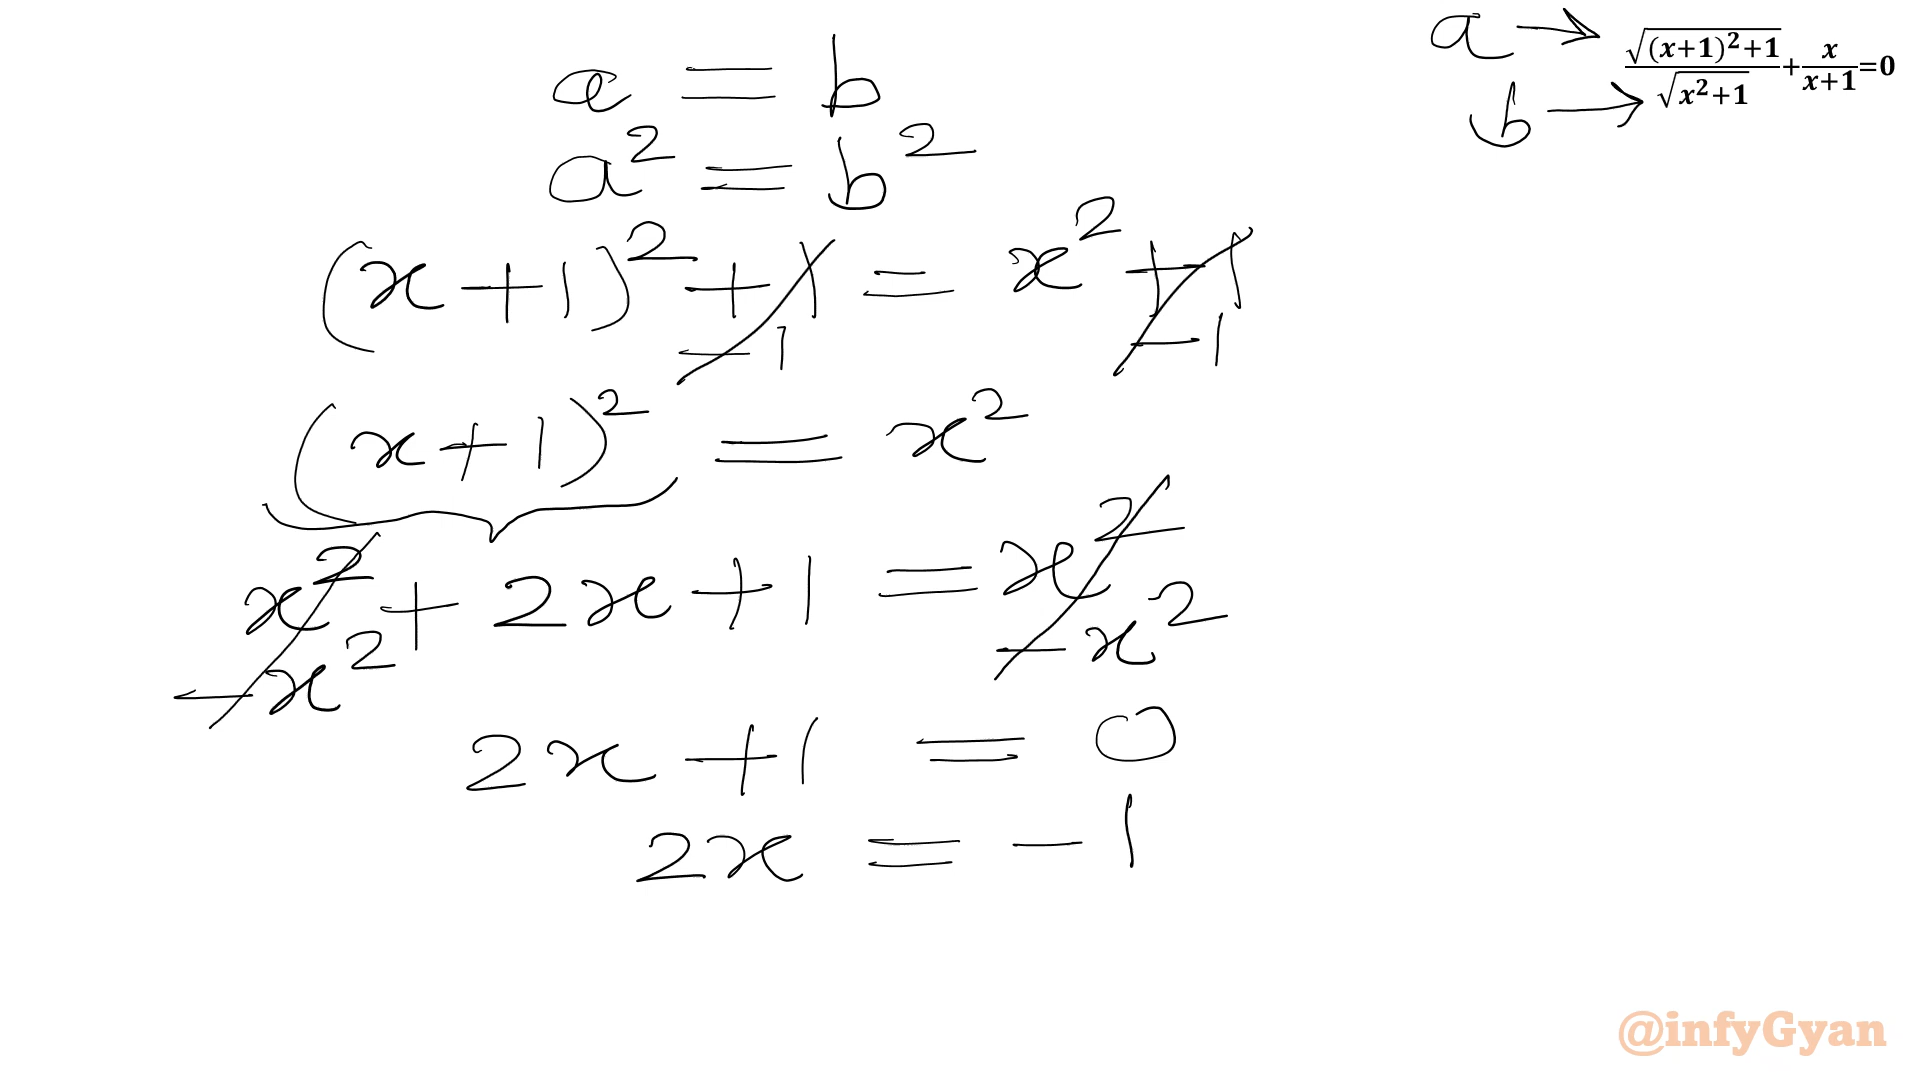 a = b
a² = b²
(x+1)² + 1 = x² + 1
-1 -1
(x+1)² = x²
x² + 2x + 1 = x²
-x² -x²
2x + 1 = 0
2x = -1
a → √((x+1)²+1)/√(x²+1) + x/(x+1) = 0
b →
@infyGyan